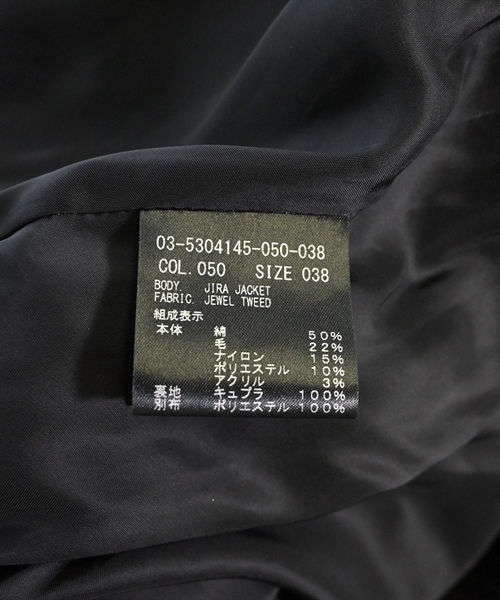 03-5304145-050-038
COL.050 SIZE 038
BODY. JIRA JACKET
FABRIC. JEWEL TWEED
組成表示
本体 綿 50%
毛 22%
ナイロン 15%
ポリエステル 10%
アクリル 3%
裏地 キュプラ 100%
別布 ポリエステル 100%